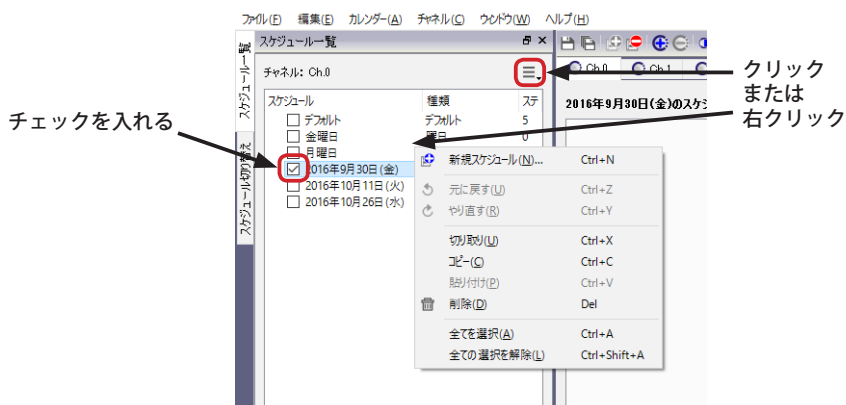 ファイル(F) 編集(E) カレンダー(A) チャネル(C) ウィンドウ(W) ヘルプ(H)
スケジュール一覧
スケジュール一覧
スケジュール切り替え
チャネル: Ch.0
Ch.0 Ch.1
クリック
または
右クリック
スケジュール 種類 ステ
2016年9月30日(金)のスケジ
デフォルト デフォルト 5
金曜日 曜日 0
月曜日
チェックを入れる
2016年9月30日(金)
2016年10月11日(火)
2016年10月26日(水)
新規スケジュール(N)... Ctrl+N
元に戻す(U) Ctrl+Z
やり直す(R) Ctrl+Y
切り取り(U) Ctrl+X
コピー(C) Ctrl+C
貼り付け(P) Ctrl+V
削除(D) Del
全てを選択(A) Ctrl+A
全ての選択を解除(L) Ctrl+Shift+A